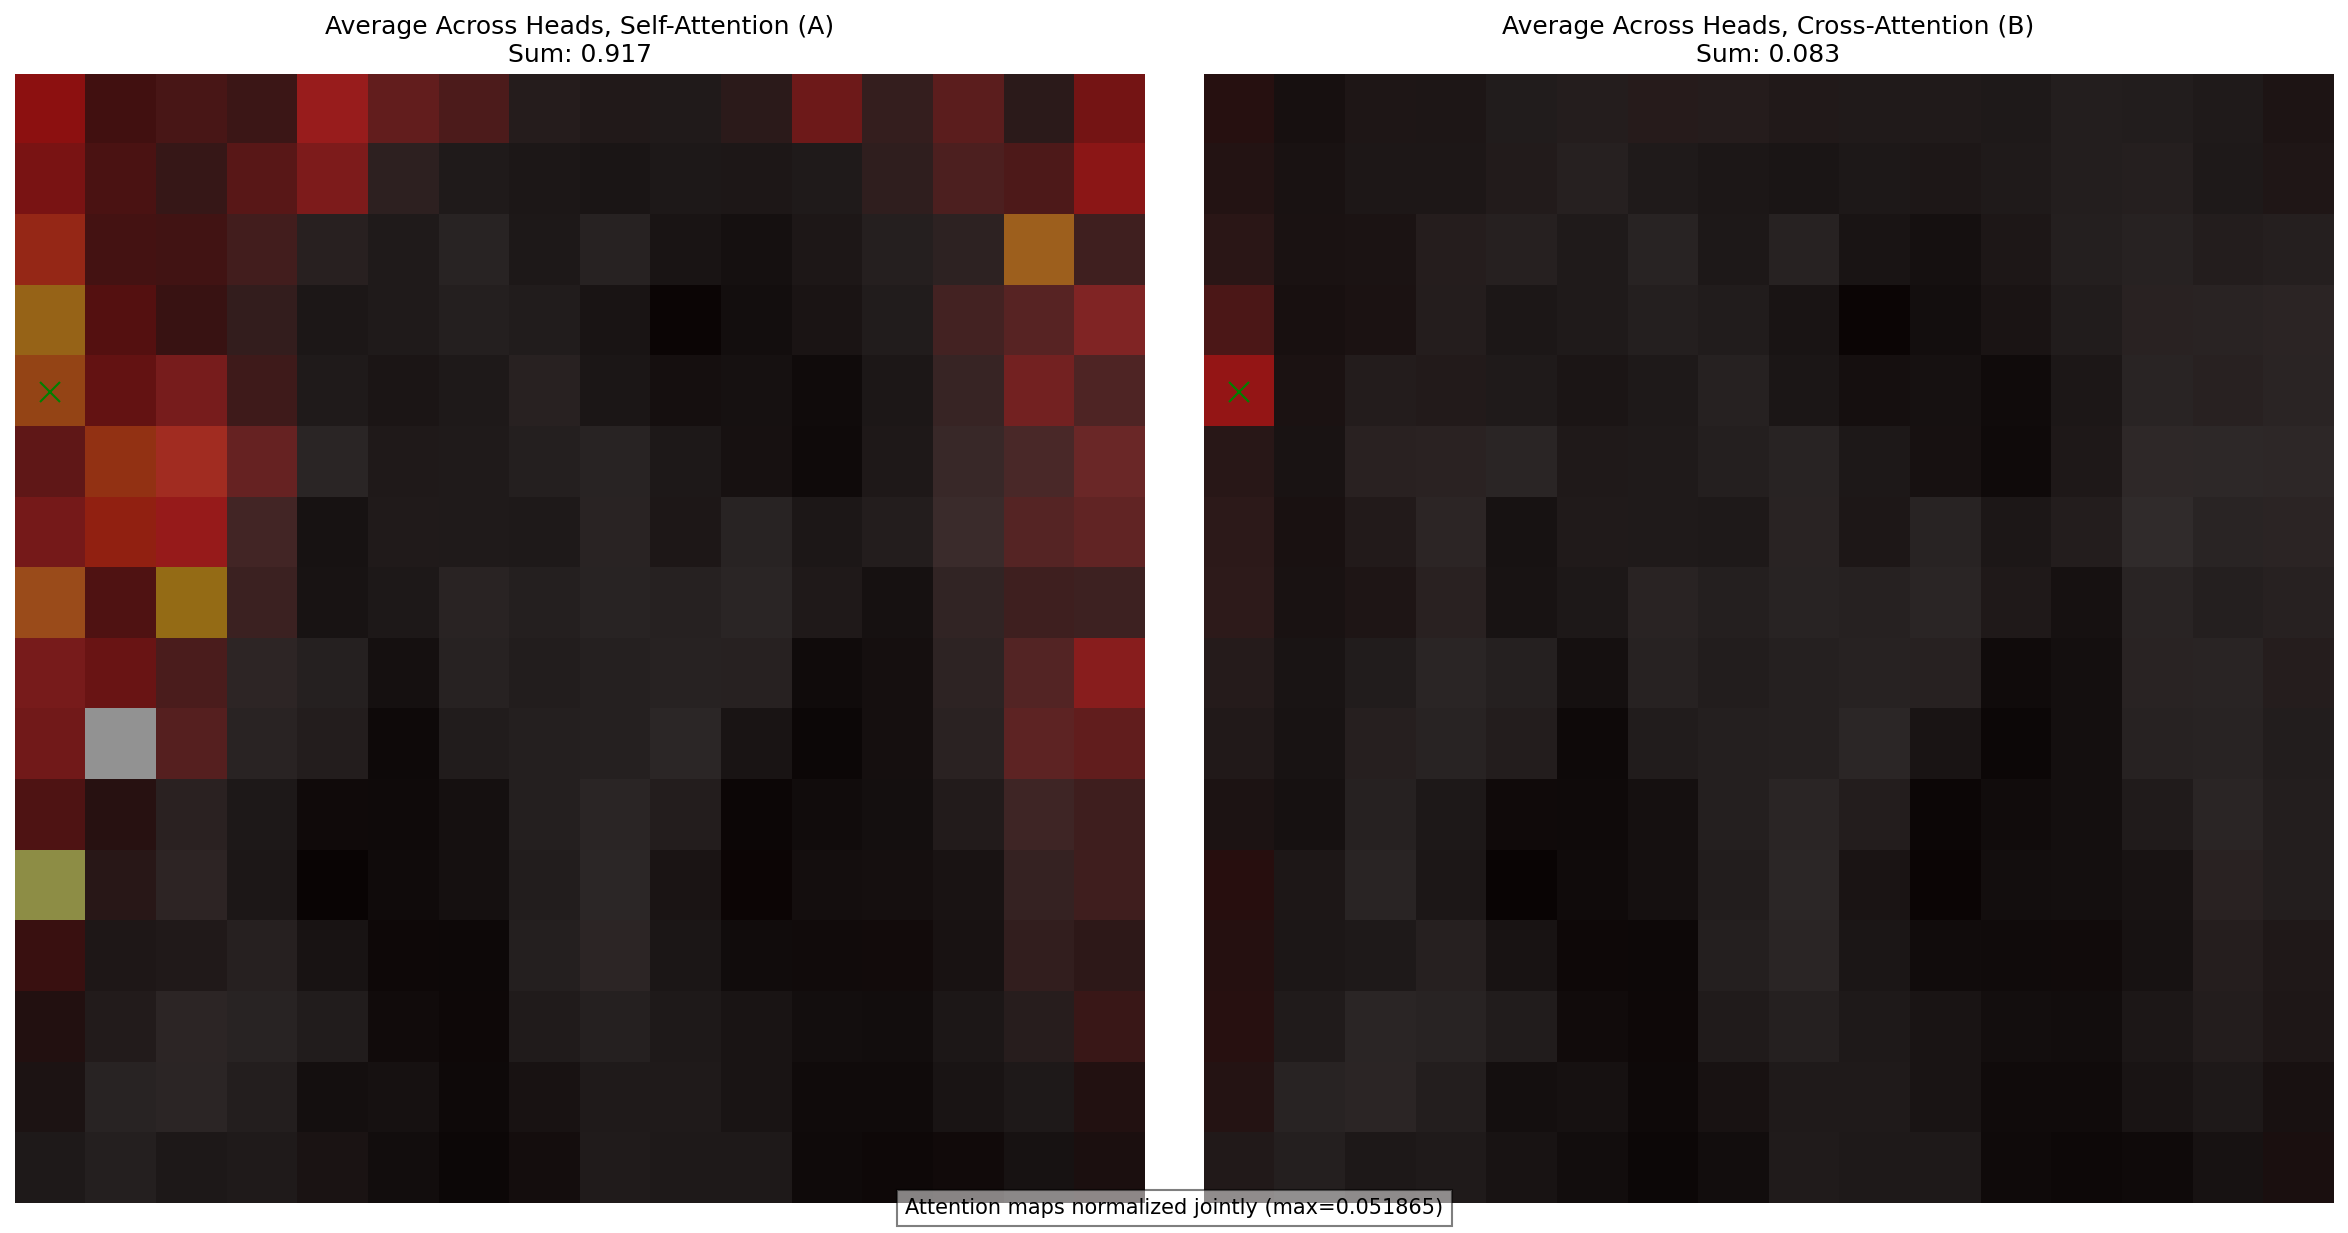 Average Across Heads, Self-Attention (A)
Sum: 0.917
Average Across Heads, Cross-Attention (B)
Sum: 0.083
Attention maps normalized jointly (max=0.051865)